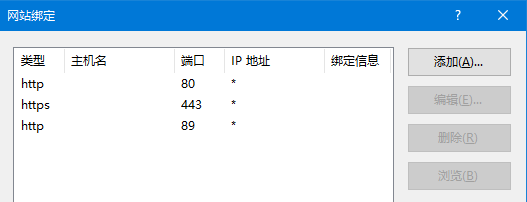 网站绑定
类型 主机名 端口 IP 地址 绑定信息
http 80 *
https 443 *
http 89 *
添加(A)...
编辑(E)...
删除(R)
浏览(B)